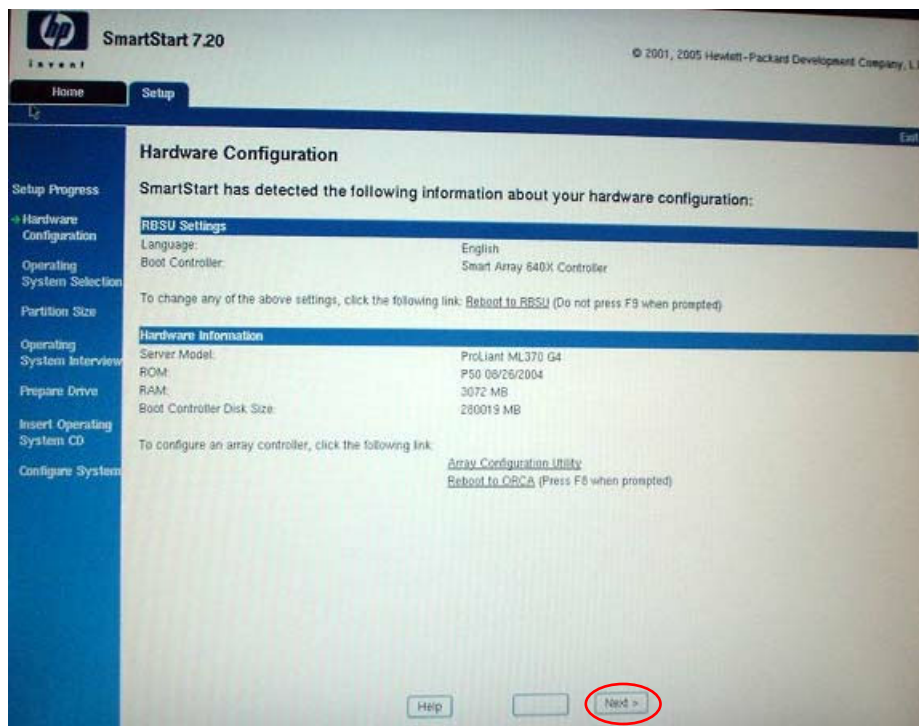 hp
invent
SmartStart 7.20
© 2001, 2005 Hewlett-Packard Development Company, L.
Home
Setup
Exit
Setup Progress
Hardware
Configuration
Operating
System Selection
Partition Size
Operating
System Interview
Prepare Drive
Insert Operating
System CD
Configure System
Hardware Configuration
SmartStart has detected the following information about your hardware configuration:
RBSU Settings
Language: English
Boot Controller: Smart Array 640X Controller
To change any of the above settings, click the following link: Reboot to RBSU (Do not press F9 when prompted)
Hardware Information
Server Model: ProLiant ML370 G4
ROM: P50 08/26/2004
RAM: 3072 MB
Boot Controller Disk Size: 280019 MB
To configure an array controller, click the following link:
Array Configuration Utility
Reboot to ORCA (Press F8 when prompted)
Help
Next >